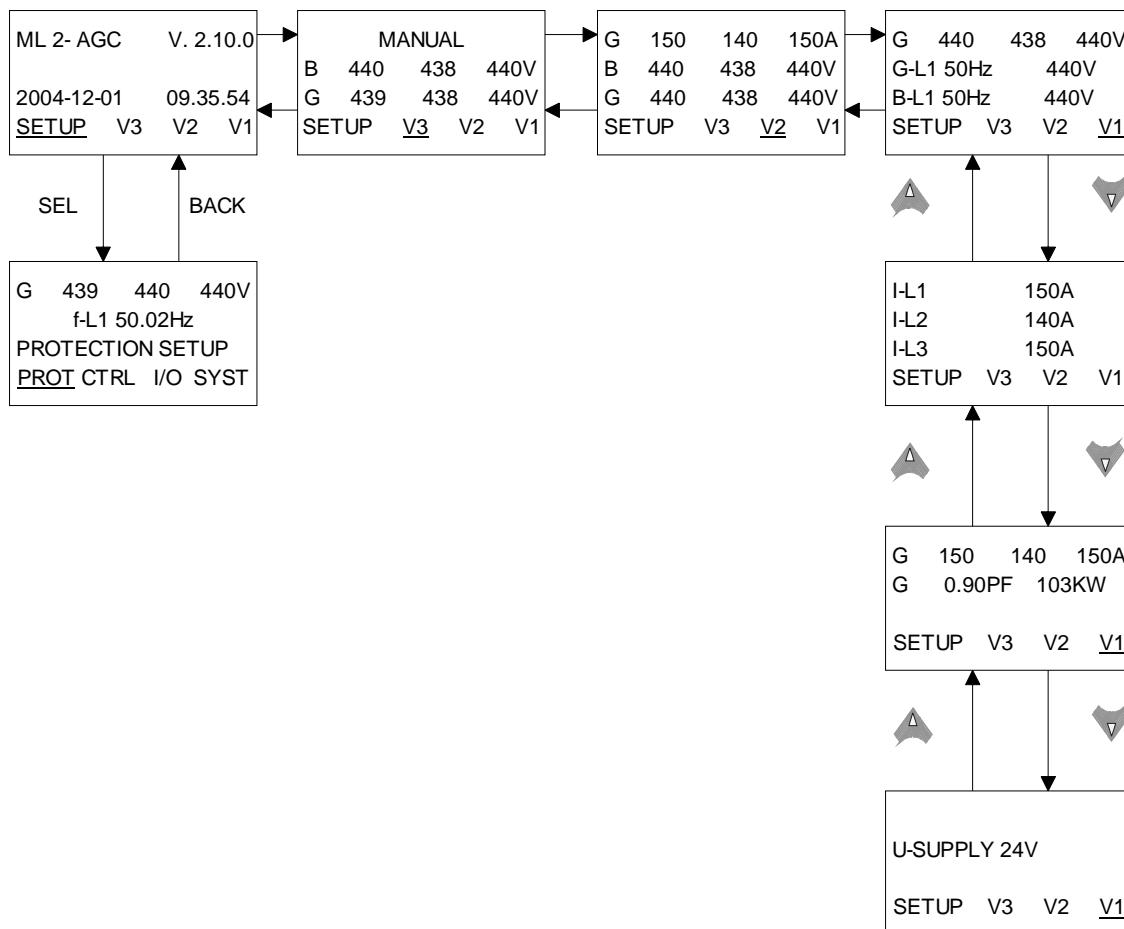 ML 2- AGC V. 2.10.0
2004-12-01 09.35.54
SETUP V3 V2 V1
MANUAL
B 440 438 440V
G 439 438 440V
SETUP V3 V2 V1
G 150 140 150A
B 440 438 440V
G 440 438 440V
SETUP V3 V2 V1
G 440 438 440V
G-L1 50Hz 440V
B-L1 50Hz 440V
SETUP V3 V2 V1
SEL
BACK
G 439 440 440V
f-L1 50.02Hz
PROTECTION SETUP
PROT CTRL I/O SYST
I-L1 150A
I-L2 140A
I-L3 150A
SETUP V3 V2 V1
G 150 140 150A
G 0.90PF 103KW
SETUP V3 V2 V1
U-SUPPLY 24V
SETUP V3 V2 V1